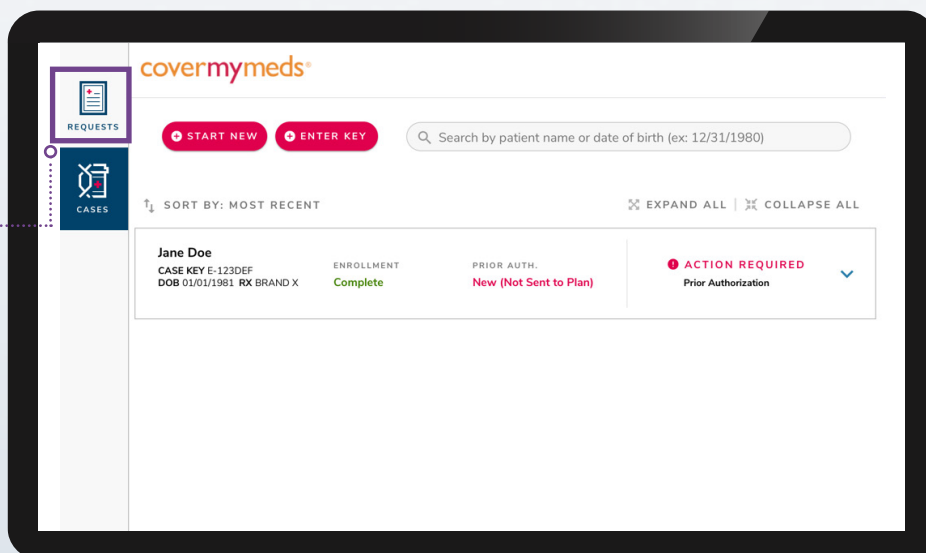 covermymeds®
REQUESTS
CASES
START NEW
ENTER KEY
Search by patient name or date of birth (ex: 12/31/1980)
SORT BY: MOST RECENT
EXPAND ALL | COLLAPSE ALL
Jane Doe
CASE KEY E-123DEF
DOB 01/01/1981 RX BRAND X
ENROLLMENT
Complete
PRIOR AUTH.
New (Not Sent to Plan)
ACTION REQUIRED
Prior Authorization